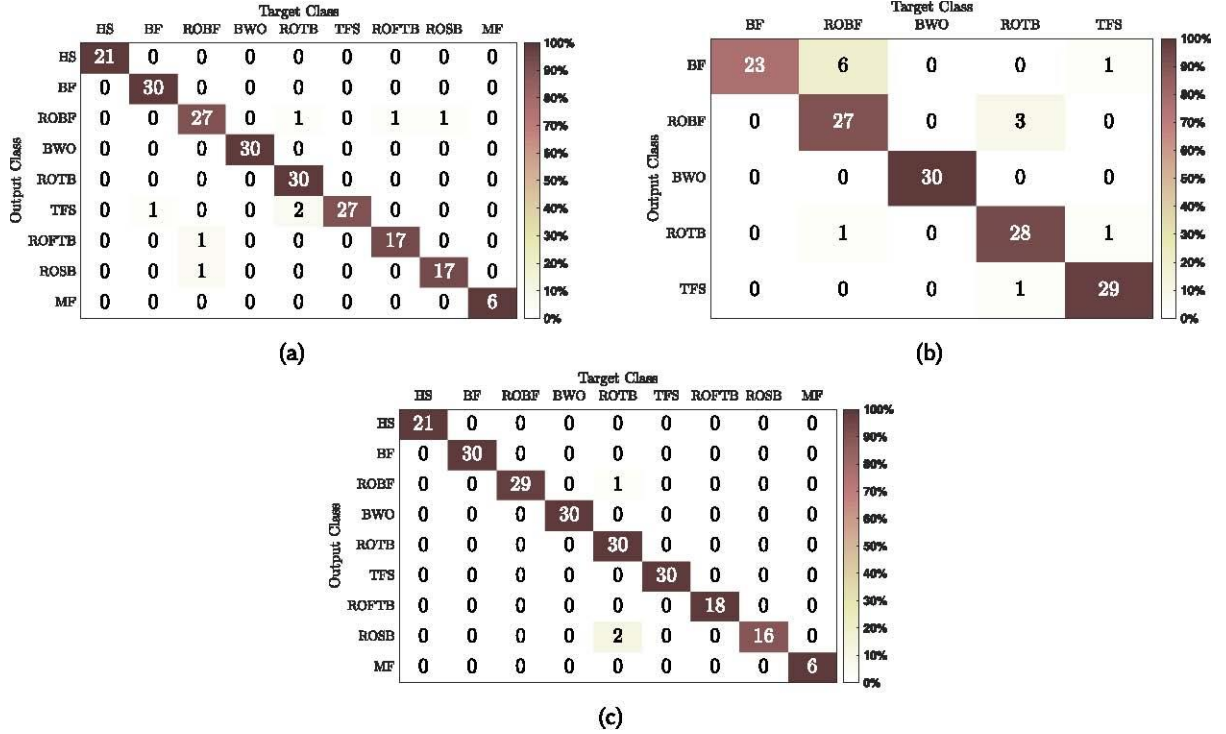 Target Class
HS BF ROBF BWO ROTB TFS ROFTB ROSB MF
Output Class
HS 21 0 0 0 0 0 0 0 0
BF 0 30 0 0 0 0 0 0 0
ROBF 0 0 27 0 1 0 1 1 0
BWO 0 0 0 30 0 0 0 0 0
ROTB 0 0 0 0 30 0 0 0 0
TFS 0 1 0 0 2 27 0 0 0
ROFTB 0 0 1 0 0 0 17 0 0
ROSB 0 0 1 0 0 0 0 17 0
MF 0 0 0 0 0 0 0 0 6
100%
90%
80%
70%
60%
50%
40%
30%
20%
10%
0%
(a)
Target Class
BF ROBF BWO ROTB TFS
Output Class
BF 23 6 0 0 1
ROBF 0 27 0 3 0
BWO 0 0 30 0 0
ROTB 0 1 0 28 1
TFS 0 0 0 1 29
100%
90%
80%
70%
60%
50%
40%
30%
20%
10%
0%
(b)
Target Class
HS BF ROBF BWO ROTB TFS ROFTB ROSB MF
Output Class
HS 21 0 0 0 0 0 0 0 0
BF 0 30 0 0 0 0 0 0 0
ROBF 0 0 29 0 1 0 0 0 0
BWO 0 0 0 30 0 0 0 0 0
ROTB 0 0 0 0 30 0 0 0 0
TFS 0 0 0 0 0 30 0 0 0
ROFTB 0 0 0 0 0 0 18 0 0
ROSB 0 0 0 0 2 0 0 16 0
MF 0 0 0 0 0 0 0 0 6
100%
90%
80%
70%
60%
50%
40%
30%
20%
10%
0%
(c)